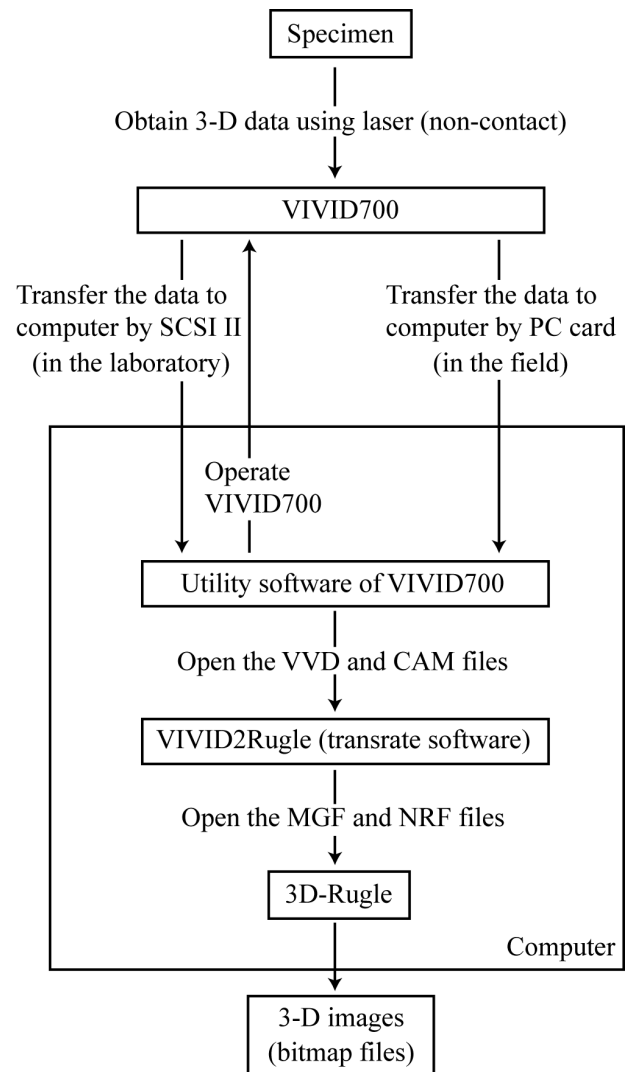 Specimen
Obtain 3-D data using laser (non-contact)
VIVID700
Transfer the data to
computer by SCSI II
(in the laboratory)
Transfer the data to
computer by PC card
(in the field)
Operate
VIVID700
Utility software of VIVID700
Open the VVD and CAM files
VIVID2Rugle (transrate software)
Open the MGF and NRF files
3D-Rugle
Computer
3-D images
(bitmap files)